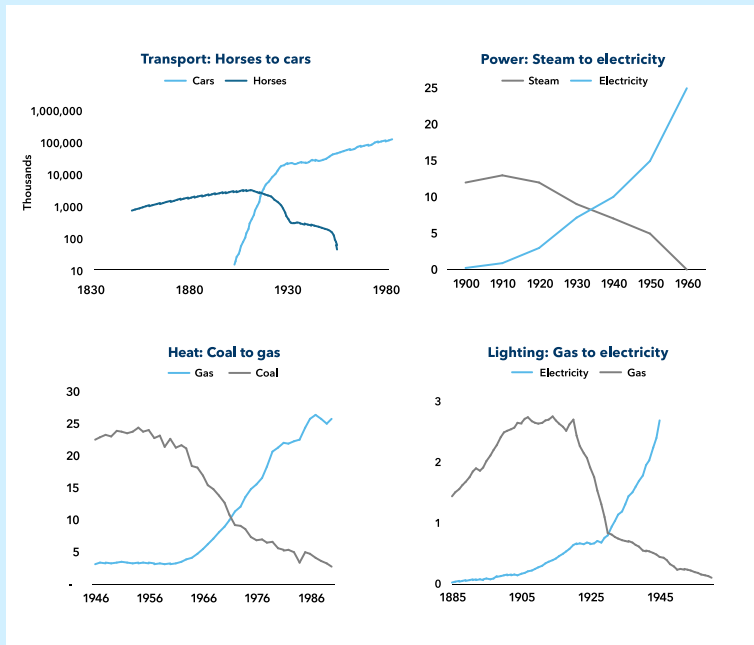 Transport: Horses to cars
Cars Horses
Thousands
1,000,000
100,000
10,000
1,000
100
10
1830 1880 1930 1980
Power: Steam to electricity
Steam Electricity
25
20
15
10
5
0
1900 1910 1920 1930 1940 1950 1960
Heat: Coal to gas
Gas Coal
30
25
20
15
10
5
-
1946 1956 1966 1976 1986
Lighting: Gas to electricity
Electricity Gas
3
2
1
0
1885 1905 1925 1945